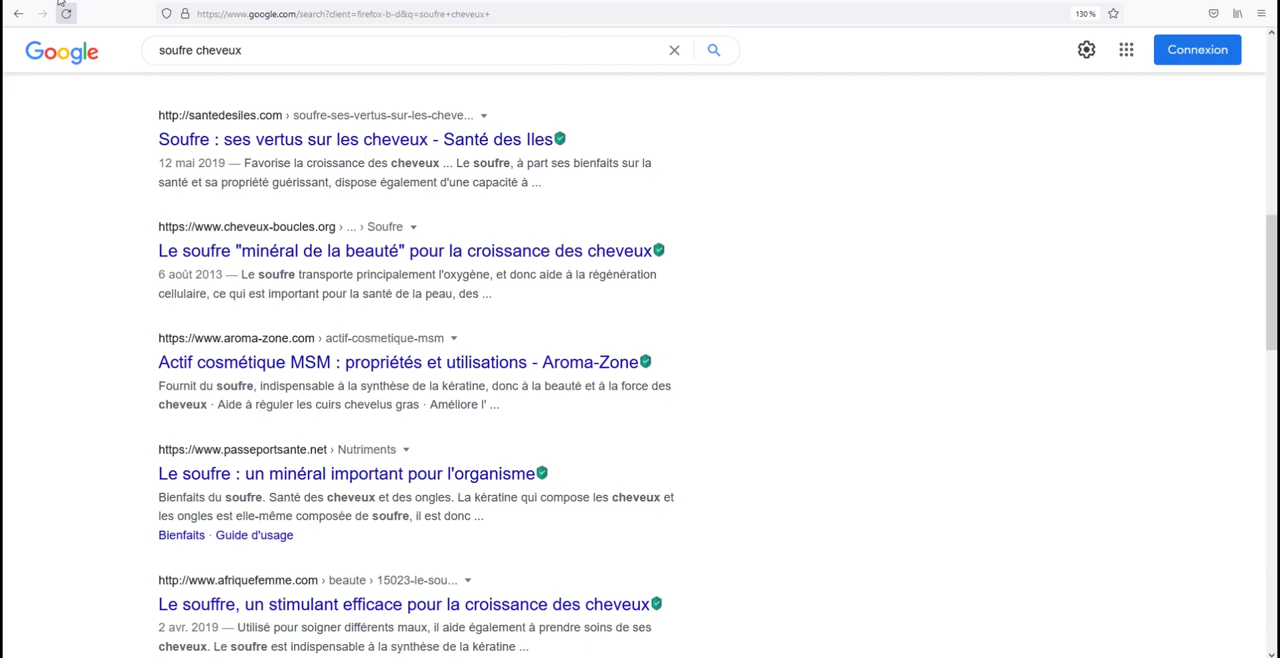 https://www.google.com/search?client=firefox-b-d&q=soufre+cheveux+
130 %
Google
soufre cheveux
Connexion
http://santedesiles.com › soufre-ses-vertus-sur-les-cheve...
Soufre : ses vertus sur les cheveux - Santé des Iles
12 mai 2019 — Favorise la croissance des cheveux ... Le soufre, à part ses bienfaits sur la
santé et sa propriété guérissant, dispose également d'une capacité à ...
https://www.cheveux-boucles.org › ... › Soufre
Le soufre "minéral de la beauté" pour la croissance des cheveux
6 août 2013 — Le soufre transporte principalement l'oxygène, et donc aide à la régénération
cellulaire, ce qui est important pour la santé de la peau, des ...
https://www.aroma-zone.com › actif-cosmetique-msm
Actif cosmétique MSM : propriétés et utilisations - Aroma-Zone
Fournit du soufre, indispensable à la synthèse de la kératine, donc à la beauté et à la force des
cheveux · Aide à réguler les cuirs chevelus gras · Améliore l' ...
https://www.passeportsante.net › Nutriments
Le soufre : un minéral important pour l'organisme
Bienfaits du soufre. Santé des cheveux et des ongles. La kératine qui compose les cheveux et
les ongles est elle-même composée de soufre, il est donc ...
Bienfaits · Guide d'usage
http://www.afriquefemme.com › beaute › 15023-le-sou...
Le souffre, un stimulant efficace pour la croissance des cheveux
2 avr. 2019 — Utilisé pour soigner différents maux, il aide également à prendre soins de ses
cheveux. Le soufre est indispensable à la synthèse de la kératine ...